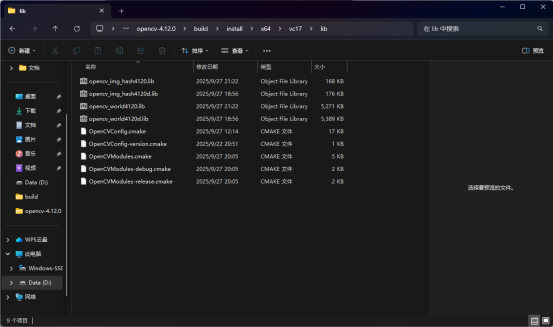 lib
opencv-4.12.0 > build > install > x64 > vc17 > lib
在 lib 中搜索
新建
排序
查看
预览
名称 修改日期 类型 大小
opencv_img_hash4120.lib 2025/9/27 21:22 Object File Library 168 KB
opencv_img_hash4120d.lib 2025/9/27 18:56 Object File Library 176 KB
opencv_world4120.lib 2025/9/27 21:22 Object File Library 5,271 KB
opencv_world4120d.lib 2025/9/27 18:56 Object File Library 5,389 KB
OpenCVConfig.cmake 2025/9/27 12:14 CMAKE 文件 17 KB
OpenCVConfig-version.cmake 2025/9/22 20:51 CMAKE 文件 1 KB
OpenCVModules.cmake 2025/9/27 20:05 CMAKE 文件 5 KB
OpenCVModules-debug.cmake 2025/9/27 20:05 CMAKE 文件 2 KB
OpenCVModules-release.cmake 2025/9/27 20:05 CMAKE 文件 2 KB
文档
桌面
下载
文档
图片
音乐
视频
Data (D:)
build
opencv-4.12.0
WPS云盘
此电脑
Windows-SSD
Data (D:)
网络
选择要预览的文件。
9 个项目